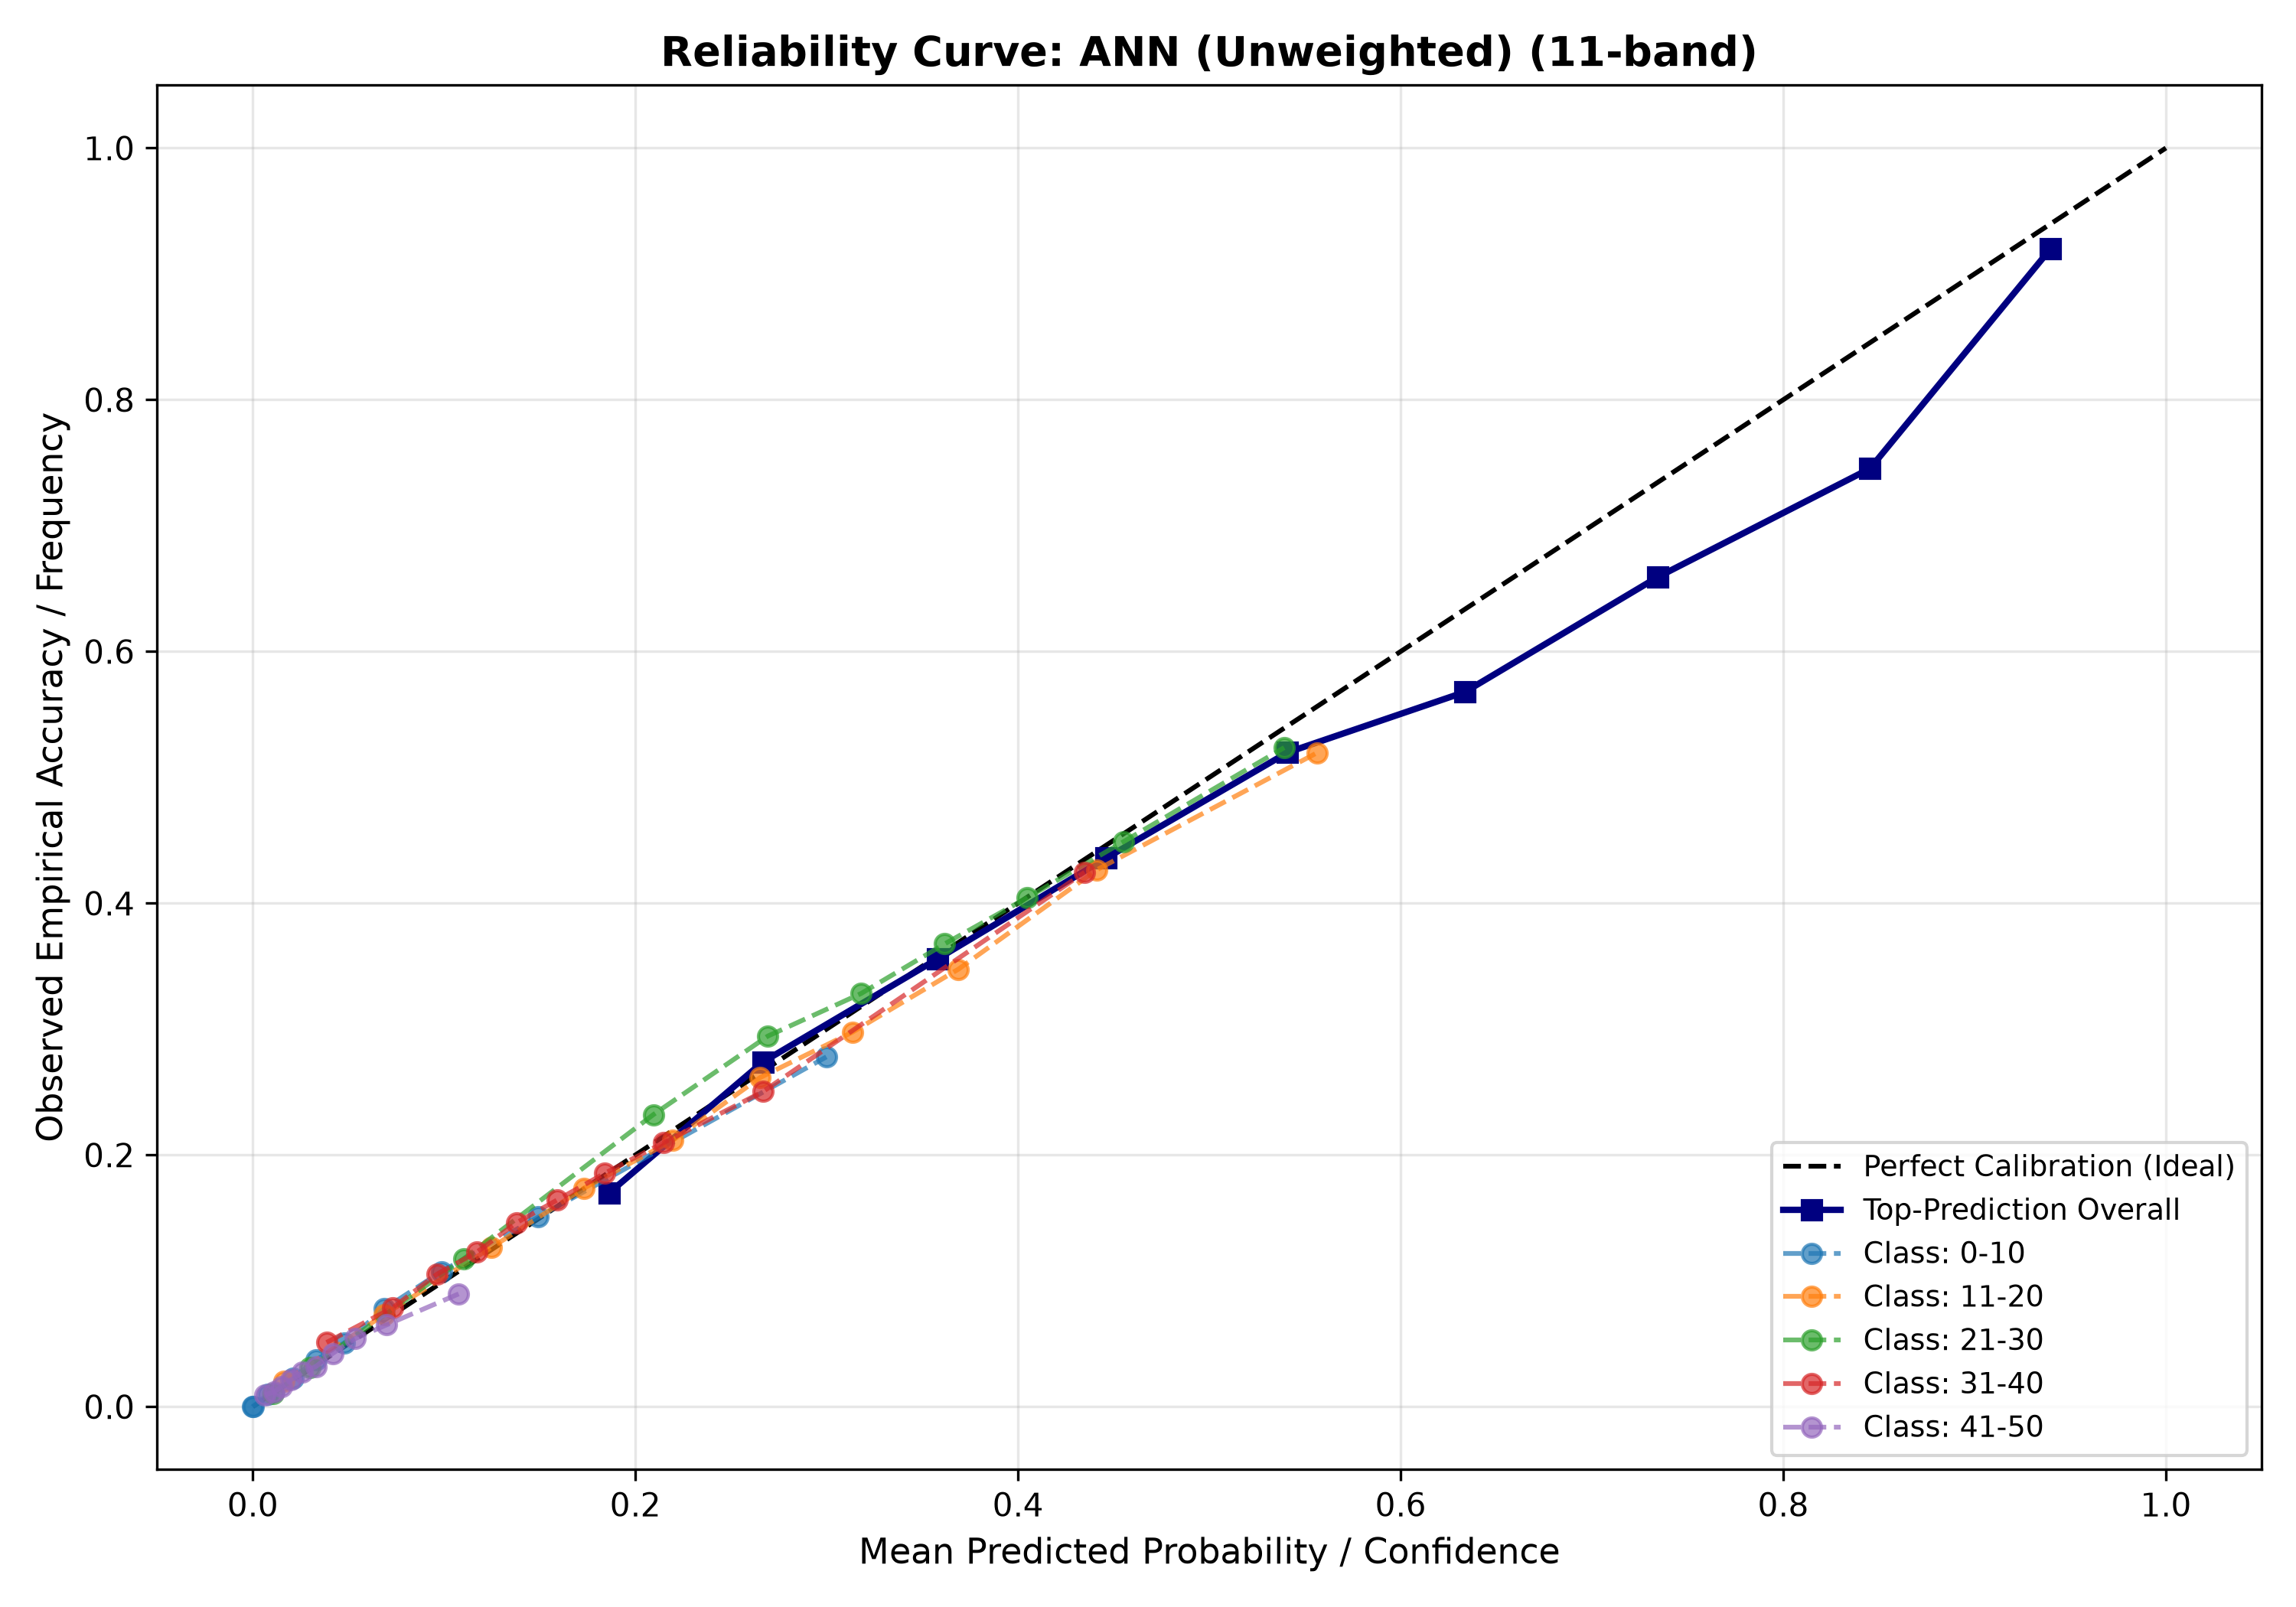 Reliability Curve: ANN (Unweighted) (11-band)
Observed Empirical Accuracy / Frequency
1.0
0.8
0.6
0.4
0.2
0.0
Perfect Calibration (Ideal)
Top-Prediction Overall
Class: 0-10
Class: 11-20
Class: 21-30
Class: 31-40
Class: 41-50
0.0 0.2 0.4 0.6 0.8 1.0
Mean Predicted Probability / Confidence